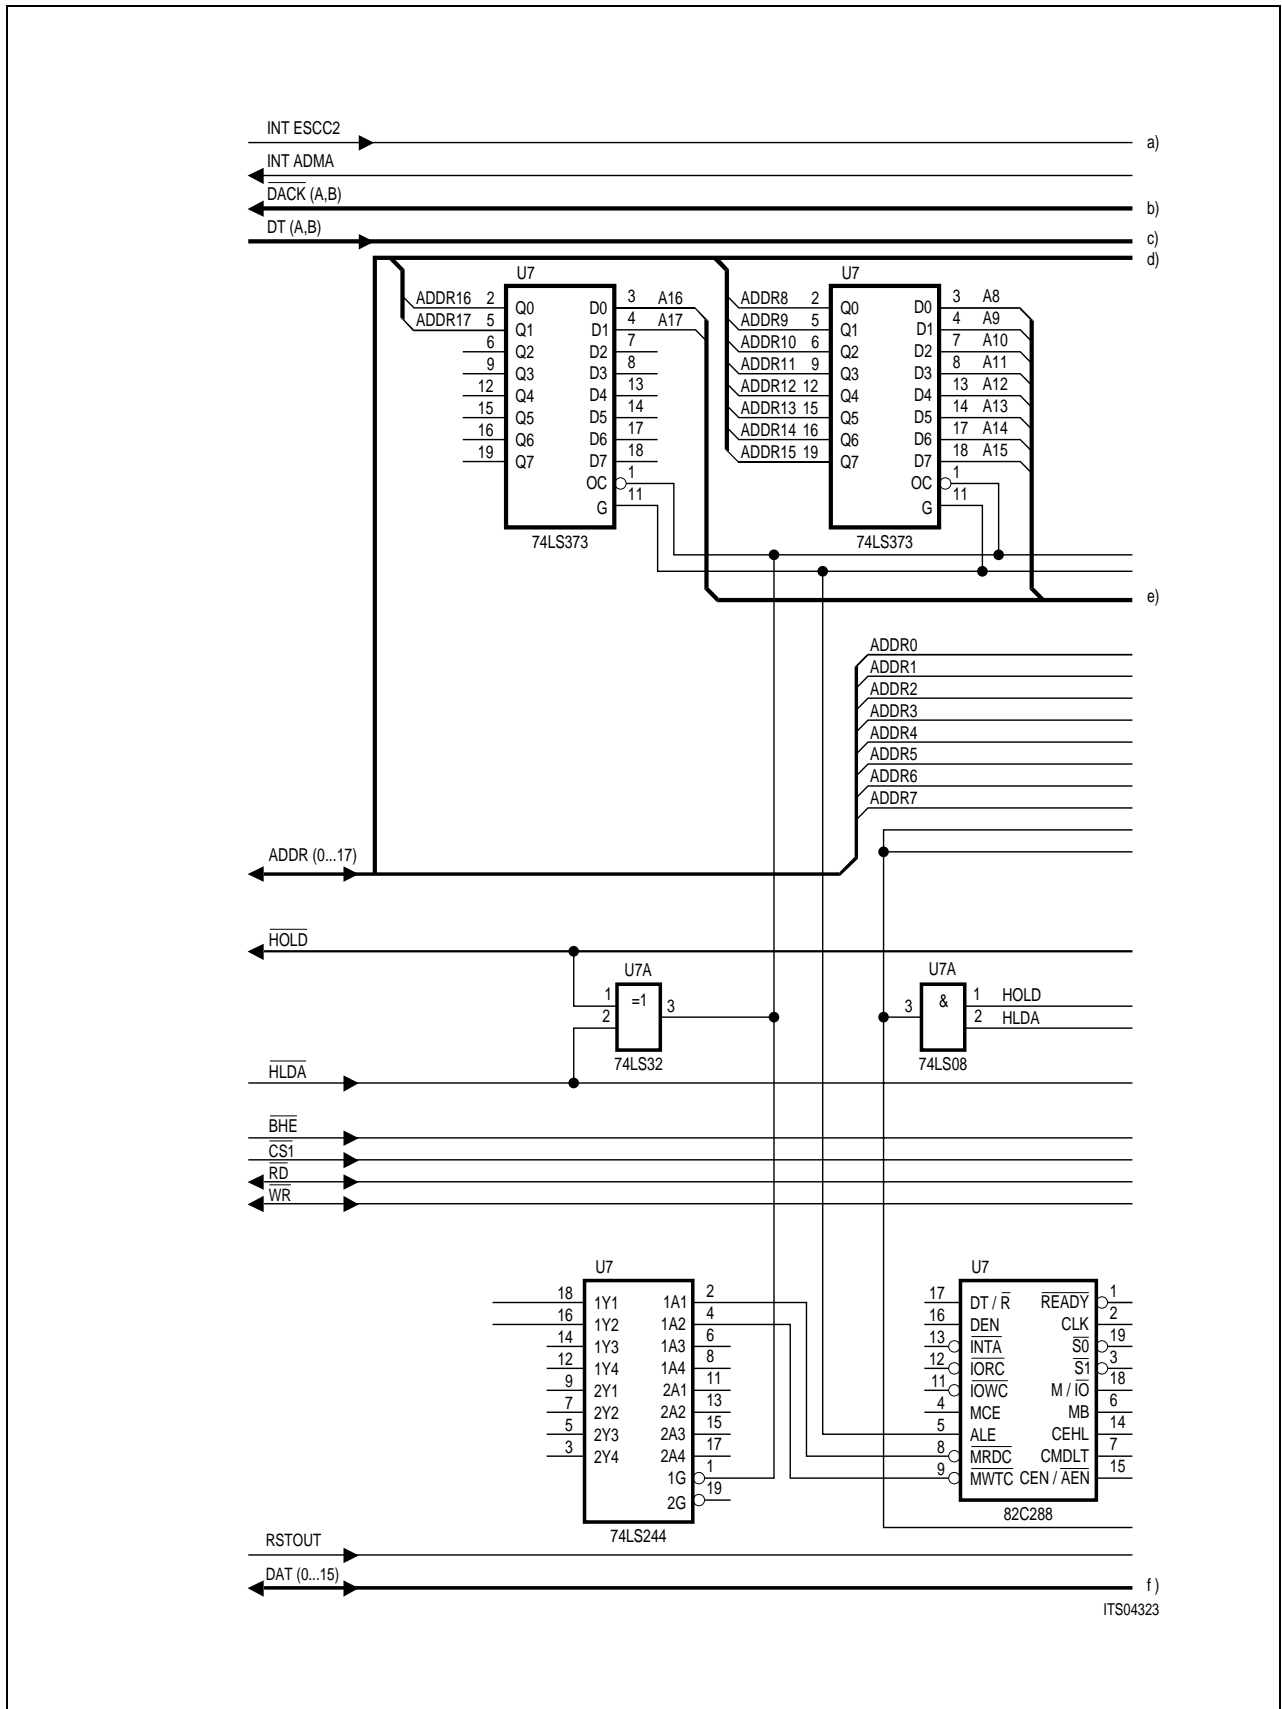 INT ESCC2
a)
INT ADMA
DACK (A,B)
b)
DT (A,B)
c)
d)
U7
U7
ADDR16 2 Q0 D0 3 A16
ADDR17 5 Q1 D1 4 A17
6 Q2 D2 7
9 Q3 D3 8
12 Q4 D4 13
15 Q5 D5 14
16 Q6 D6 17
19 Q7 D7 18
OC 1
G 11
74LS373
ADDR8 2 Q0 D0 3 A8
ADDR9 5 Q1 D1 4 A9
ADDR10 6 Q2 D2 7 A10
ADDR11 9 Q3 D3 8 A11
ADDR12 12 Q4 D4 13 A12
ADDR13 15 Q5 D5 14 A13
ADDR14 16 Q6 D6 17 A14
ADDR15 19 Q7 D7 18 A15
OC 1
G 11
74LS373
e)
ADDR0
ADDR1
ADDR2
ADDR3
ADDR4
ADDR5
ADDR6
ADDR7
ADDR (0...17)
HOLD
U7A
1 =1 3
2
74LS32
U7A
3 & 1 HOLD
2 HLDA
74LS08
HLDA
BHE
CS1
RD
WR
U7
18 1Y1 1A1 2
16 1Y2 1A2 4
14 1Y3 1A3 6
12 1Y4 1A4 8
9 2Y1 2A1 11
7 2Y2 2A2 13
5 2Y3 2A3 15
3 2Y4 2A4 17
1G 1
2G 19
74LS244
U7
17 DT / R READY 1
16 DEN CLK 2
13 INTA S0 19
12 IORC S1 3
11 IOWC M / IO 18
4 MCE MB 6
5 ALE CEHL 14
8 MRDC CMDLT 7
9 MWTC CEN / AEN 15
82C288
RSTOUT
DAT (0...15)
f )
ITS04323